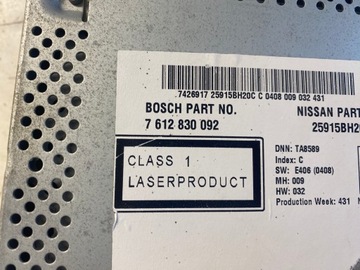 7426917 25915BH20C C 0408 009 032 431
BOSCH PART NO.
7 612 830 092
NISSAN PART
25915BH20
CLASS 1
LASERPRODUCT
DNN: TA8589
Index: C
SW: E406 (0408)
MH: 009
HW: 032
Production Week: 431